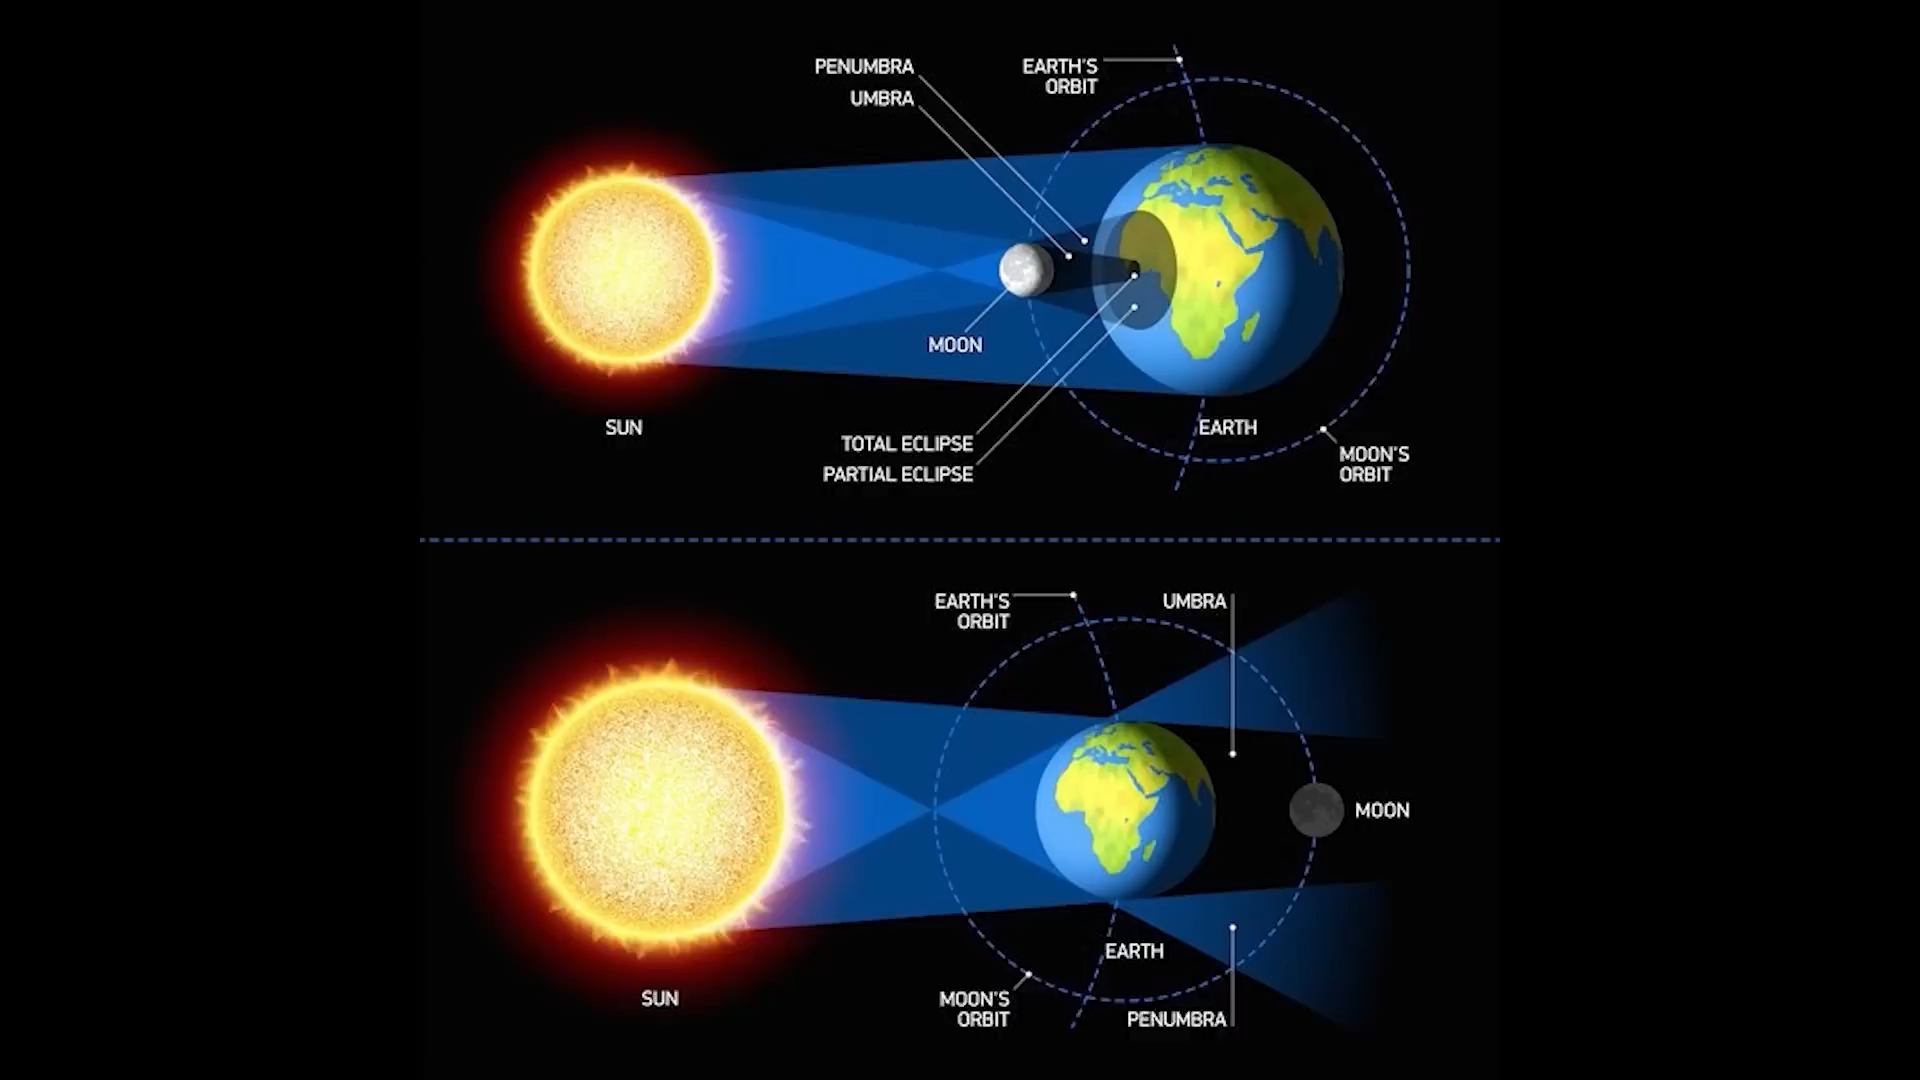 PENUMBRA
UMBRA
EARTH'S
ORBIT
MOON
SUN
TOTAL ECLIPSE
PARTIAL ECLIPSE
EARTH
MOON'S
ORBIT
EARTH'S
ORBIT
UMBRA
MOON
EARTH
SUN
MOON'S
ORBIT
PENUMBRA